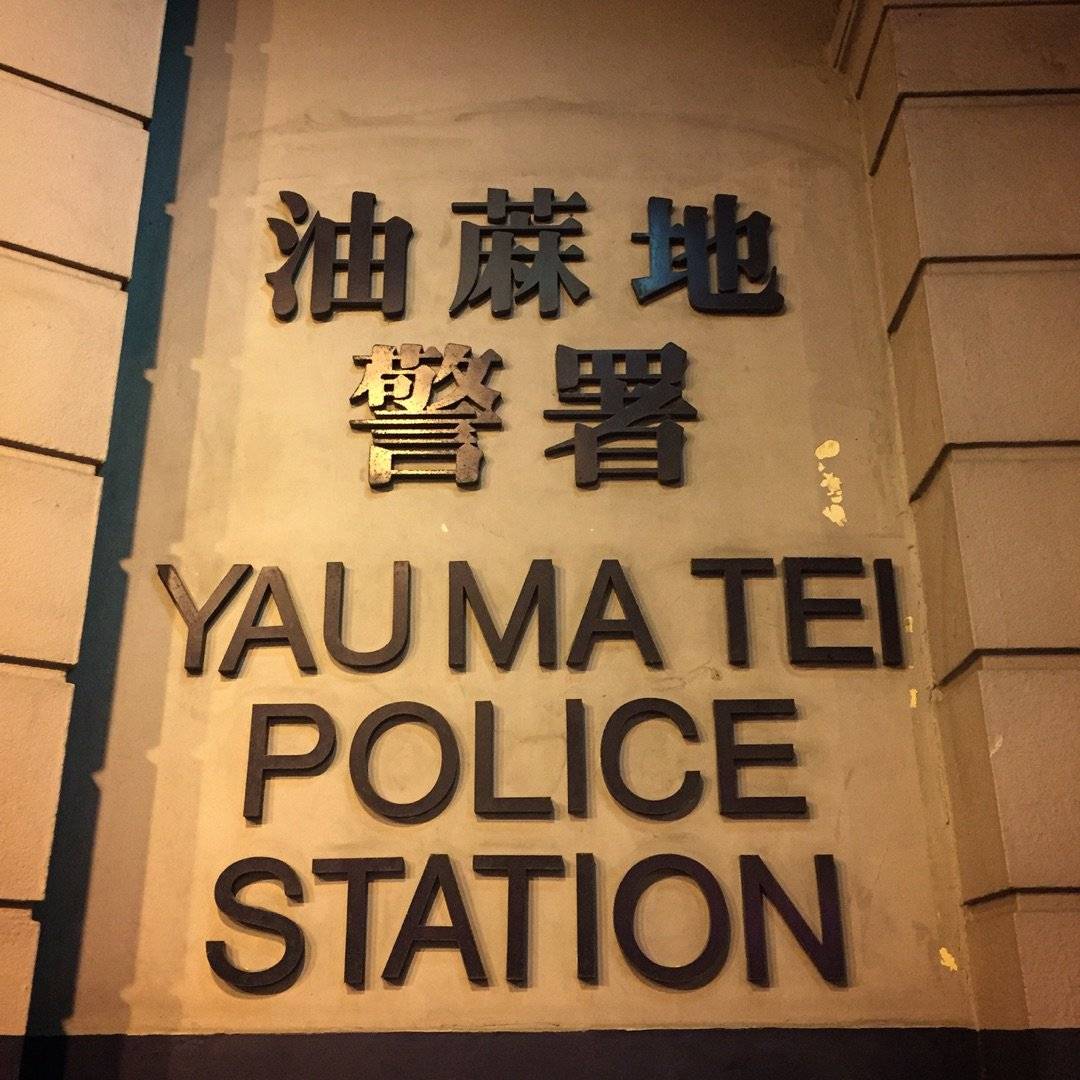 油蔴地
警署
YAU MA TEI
POLICE
STATION